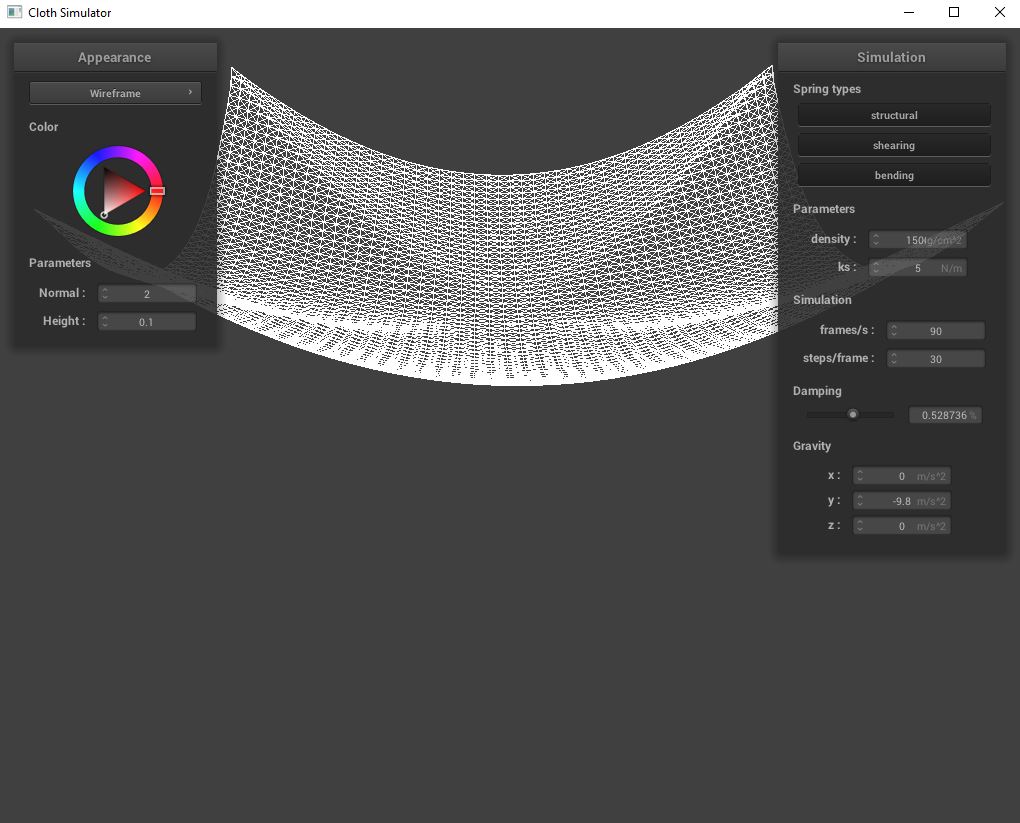 Cloth Simulator
Appearance
Wireframe
Color
Parameters
Normal : 2
Height : 0.1
Simulation
Spring types
structural
shearing
bending
Parameters
density : 150 g/cm^2
ks : 5 N/m
Simulation
frames/s : 90
steps/frame : 30
Damping
0.528736 %
Gravity
x : 0 m/s^2
y : -9.8 m/s^2
z : 0 m/s^2